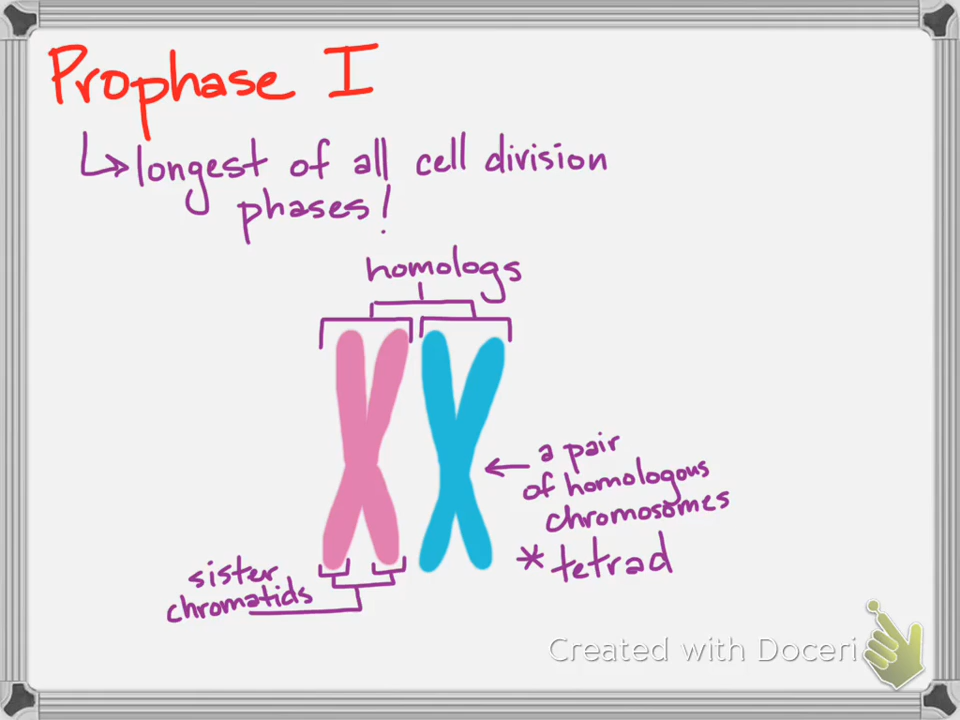 Prophase I
longest of all cell division
phases!
homologs
a pair
of homologous
chromosomes
* tetrad
sister
chromatids
Created with Doceri